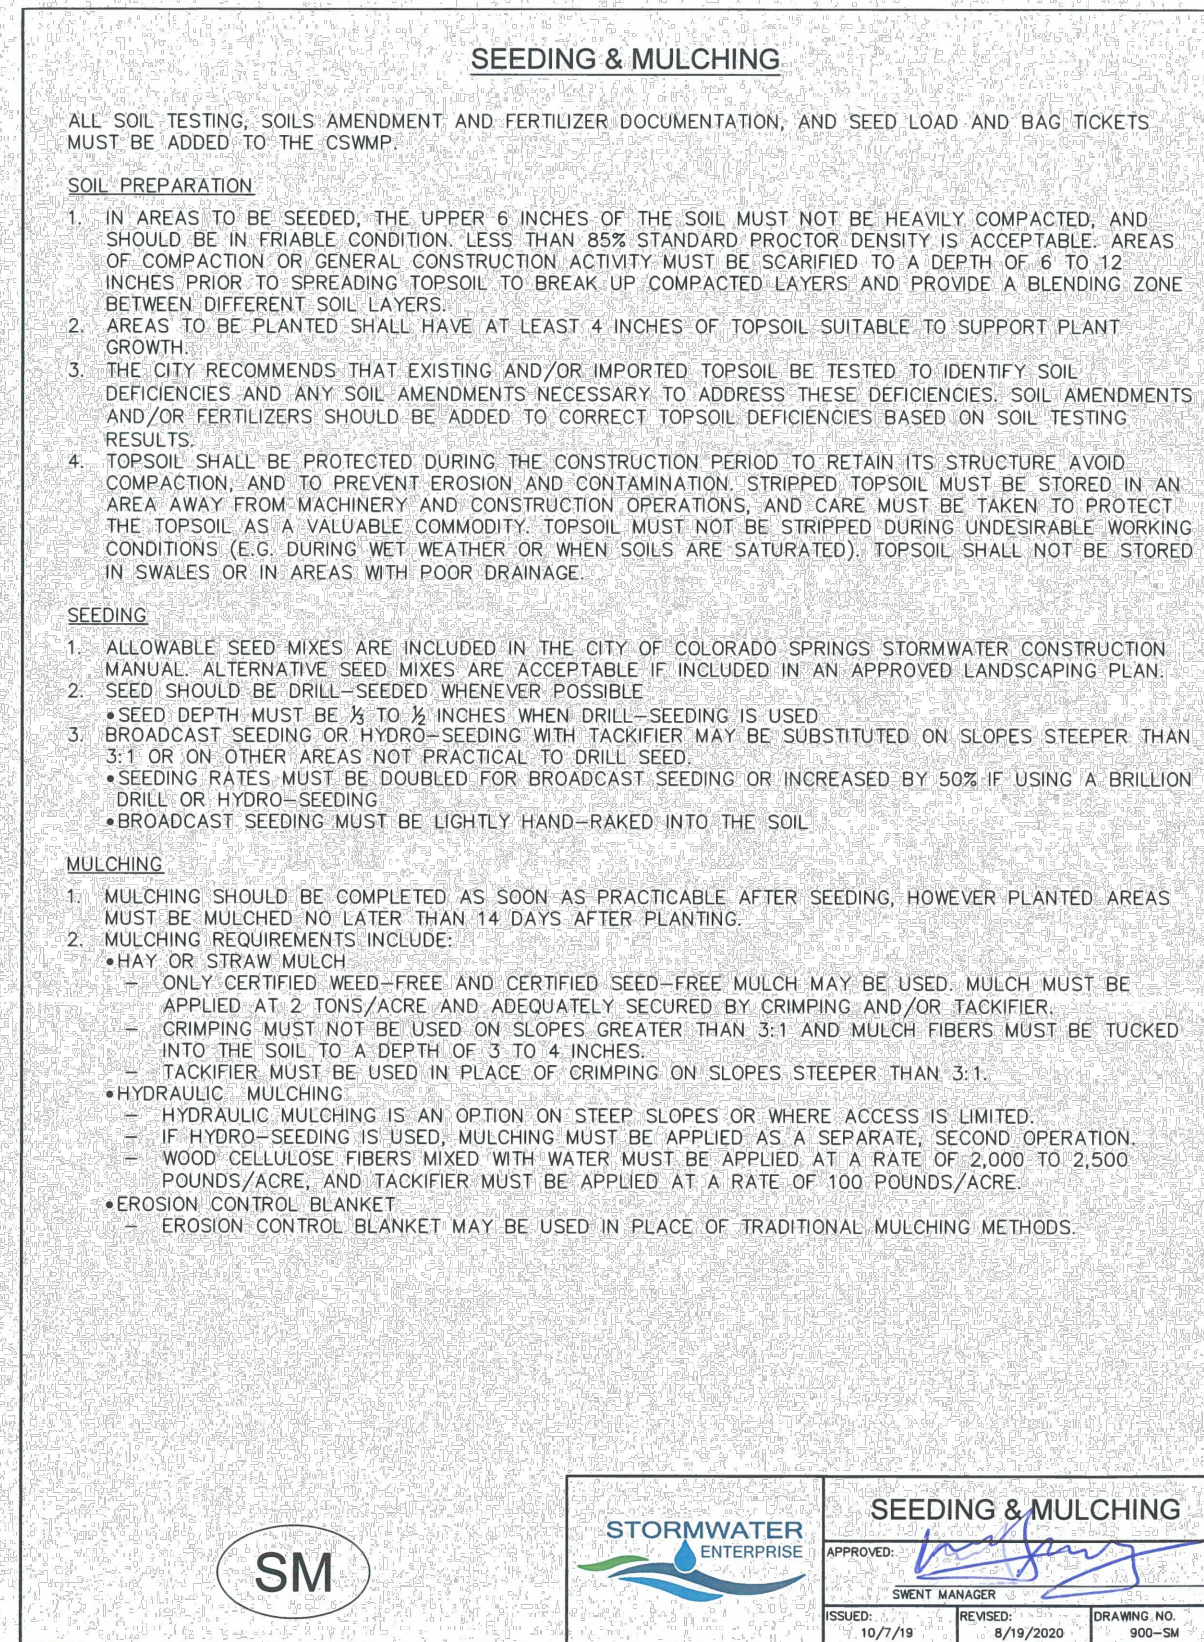 SEEDING & MULCHING
ALL SOIL TESTING, SOILS AMENDMENT AND FERTILIZER DOCUMENTATION, AND SEED LOAD AND BAG TICKETS
MUST BE ADDED TO THE CSWMP.
SOIL PREPARATION
1. IN AREAS TO BE SEEDED, THE UPPER 6 INCHES OF THE SOIL MUST NOT BE HEAVILY COMPACTED, AND
SHOULD BE IN FRIABLE CONDITION. LESS THAN 85% STANDARD PROCTOR DENSITY IS ACCEPTABLE. AREAS
OF COMPACTION OR GENERAL CONSTRUCTION ACTIVITY MUST BE SCARIFIED TO A DEPTH OF 6 TO 12
INCHES PRIOR TO SPREADING TOPSOIL TO BREAK UP COMPACTED LAYERS AND PROVIDE A BLENDING ZONE
BETWEEN DIFFERENT SOIL LAYERS.
2. AREAS TO BE PLANTED SHALL HAVE AT LEAST 4 INCHES OF TOPSOIL SUITABLE TO SUPPORT PLANT
GROWTH.
3. THE CITY RECOMMENDS THAT EXISTING AND/OR IMPORTED TOPSOIL BE TESTED TO IDENTIFY SOIL
DEFICIENCIES AND ANY SOIL AMENDMENTS NECESSARY TO ADDRESS THESE DEFICIENCIES. SOIL AMENDMENTS
AND/OR FERTILIZERS SHOULD BE ADDED TO CORRECT TOPSOIL DEFICIENCIES BASED ON SOIL TESTING
RESULTS.
4. TOPSOIL SHALL BE PROTECTED DURING THE CONSTRUCTION PERIOD TO RETAIN ITS STRUCTURE AVOID
COMPACTION, AND TO PREVENT EROSION AND CONTAMINATION. STRIPPED TOPSOIL MUST BE STORED IN AN
AREA AWAY FROM MACHINERY AND CONSTRUCTION OPERATIONS, AND CARE MUST BE TAKEN TO PROTECT
THE TOPSOIL AS A VALUABLE COMMODITY. TOPSOIL MUST NOT BE STRIPPED DURING UNDESIRABLE WORKING
CONDITIONS (E.G. DURING WET WEATHER OR WHEN SOILS ARE SATURATED). TOPSOIL SHALL NOT BE STORED
IN SWALES OR IN AREAS WITH POOR DRAINAGE.
SEEDING
1. ALLOWABLE SEED MIXES ARE INCLUDED IN THE CITY OF COLORADO SPRINGS STORMWATER CONSTRUCTION
MANUAL. ALTERNATIVE SEED MIXES ARE ACCEPTABLE IF INCLUDED IN AN APPROVED LANDSCAPING PLAN.
2. SEED SHOULD BE DRILL-SEEDED WHENEVER POSSIBLE
•SEED DEPTH MUST BE ⅓ TO ½ INCHES WHEN DRILL-SEEDING IS USED
3. BROADCAST SEEDING OR HYDRO-SEEDING WITH TACKIFIER MAY BE SUBSTITUTED ON SLOPES STEEPER THAN
3:1 OR ON OTHER AREAS NOT PRACTICAL TO DRILL SEED.
•SEEDING RATES MUST BE DOUBLED FOR BROADCAST SEEDING OR INCREASED BY 50% IF USING A BRILLION
DRILL OR HYDRO-SEEDING
•BROADCAST SEEDING MUST BE LIGHTLY HAND-RAKED INTO THE SOIL
MULCHING
1. MULCHING SHOULD BE COMPLETED AS SOON AS PRACTICABLE AFTER SEEDING, HOWEVER PLANTED AREAS
MUST BE MULCHED NO LATER THAN 14 DAYS AFTER PLANTING.
2. MULCHING REQUIREMENTS INCLUDE:
•HAY OR STRAW MULCH
– ONLY CERTIFIED WEED-FREE AND CERTIFIED SEED-FREE MULCH MAY BE USED. MULCH MUST BE
APPLIED AT 2 TONS/ACRE AND ADEQUATELY SECURED BY CRIMPING AND/OR TACKIFIER.
– CRIMPING MUST NOT BE USED ON SLOPES GREATER THAN 3:1 AND MULCH FIBERS MUST BE TUCKED
INTO THE SOIL TO A DEPTH OF 3 TO 4 INCHES.
– TACKIFIER MUST BE USED IN PLACE OF CRIMPING ON SLOPES STEEPER THAN 3:1.
•HYDRAULIC MULCHING
– HYDRAULIC MULCHING IS AN OPTION ON STEEP SLOPES OR WHERE ACCESS IS LIMITED.
– IF HYDRO-SEEDING IS USED, MULCHING MUST BE APPLIED AS A SEPARATE, SECOND OPERATION.
– WOOD CELLULOSE FIBERS MIXED WITH WATER MUST BE APPLIED AT A RATE OF 2,000 TO 2,500
POUNDS/ACRE, AND TACKIFIER MUST BE APPLIED AT A RATE OF 100 POUNDS/ACRE.
•EROSION CONTROL BLANKET
– EROSION CONTROL BLANKET MAY BE USED IN PLACE OF TRADITIONAL MULCHING METHODS.
SM
STORMWATER
ENTERPRISE
SEEDING & MULCHING
APPROVED:
SWENT MANAGER
ISSUED: REVISED: DRAWING NO.
10/7/19 8/19/2020 900-SM